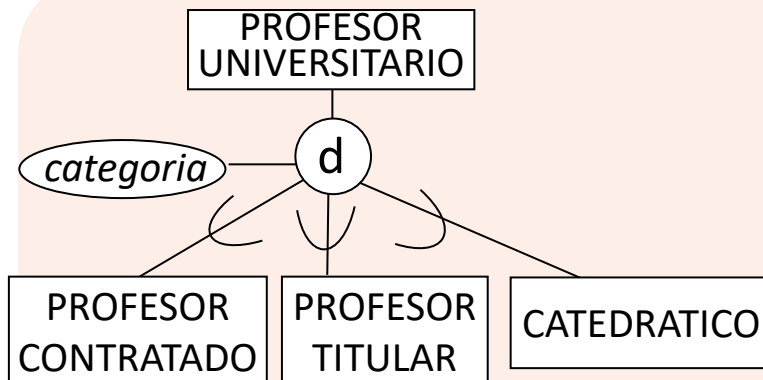 PROFESOR
UNIVERSITARIO
categoria
d
PROFESOR
CONTRATADO
PROFESOR
TITULAR
CATEDRATICO